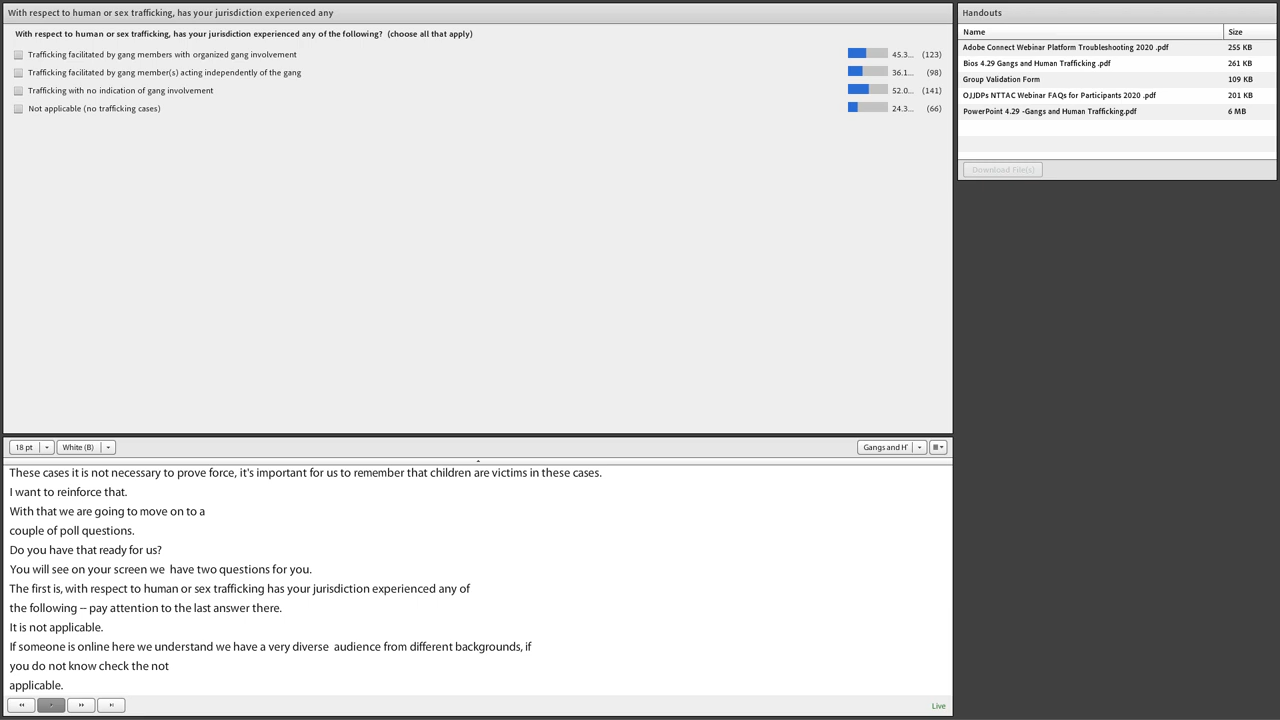 With respect to human or sex trafficking, has your jurisdiction experienced any
With respect to human or sex trafficking, has your jurisdiction experienced any of the following? (choose all that apply)
Trafficking facilitated by gang members with organized gang involvement 45.3... (123)
Trafficking facilitated by gang member(s) acting independently of the gang 36.1... (98)
Trafficking with no indication of gang involvement 52.0... (141)
Not applicable (no trafficking cases) 24.3... (66)
Handouts
Name Size
Adobe Connect Webinar Platform Troubleshooting 2020 .pdf 255 KB
Bios 4.29 Gangs and Human Trafficking .pdf 261 KB
Group Validation Form 109 KB
OJJDPs NTTAC Webinar FAQs for Participants 2020 .pdf 201 KB
PowerPoint 4.29 -Gangs and Human Trafficking.pdf 6 MB
Download File(s)
18 pt White (B) Gangs and H
These cases it is not necessary to prove force, it's important for us to remember that children are victims in these cases.
I want to reinforce that.
With that we are going to move on to a
couple of poll questions.
Do you have that ready for us?
You will see on your screen we have two questions for you.
The first is, with respect to human or sex trafficking has your jurisdiction experienced any of
the following -- pay attention to the last answer there.
It is not applicable.
If someone is online here we understand we have a very diverse audience from different backgrounds, if
you do not know check the not
applicable.
Live